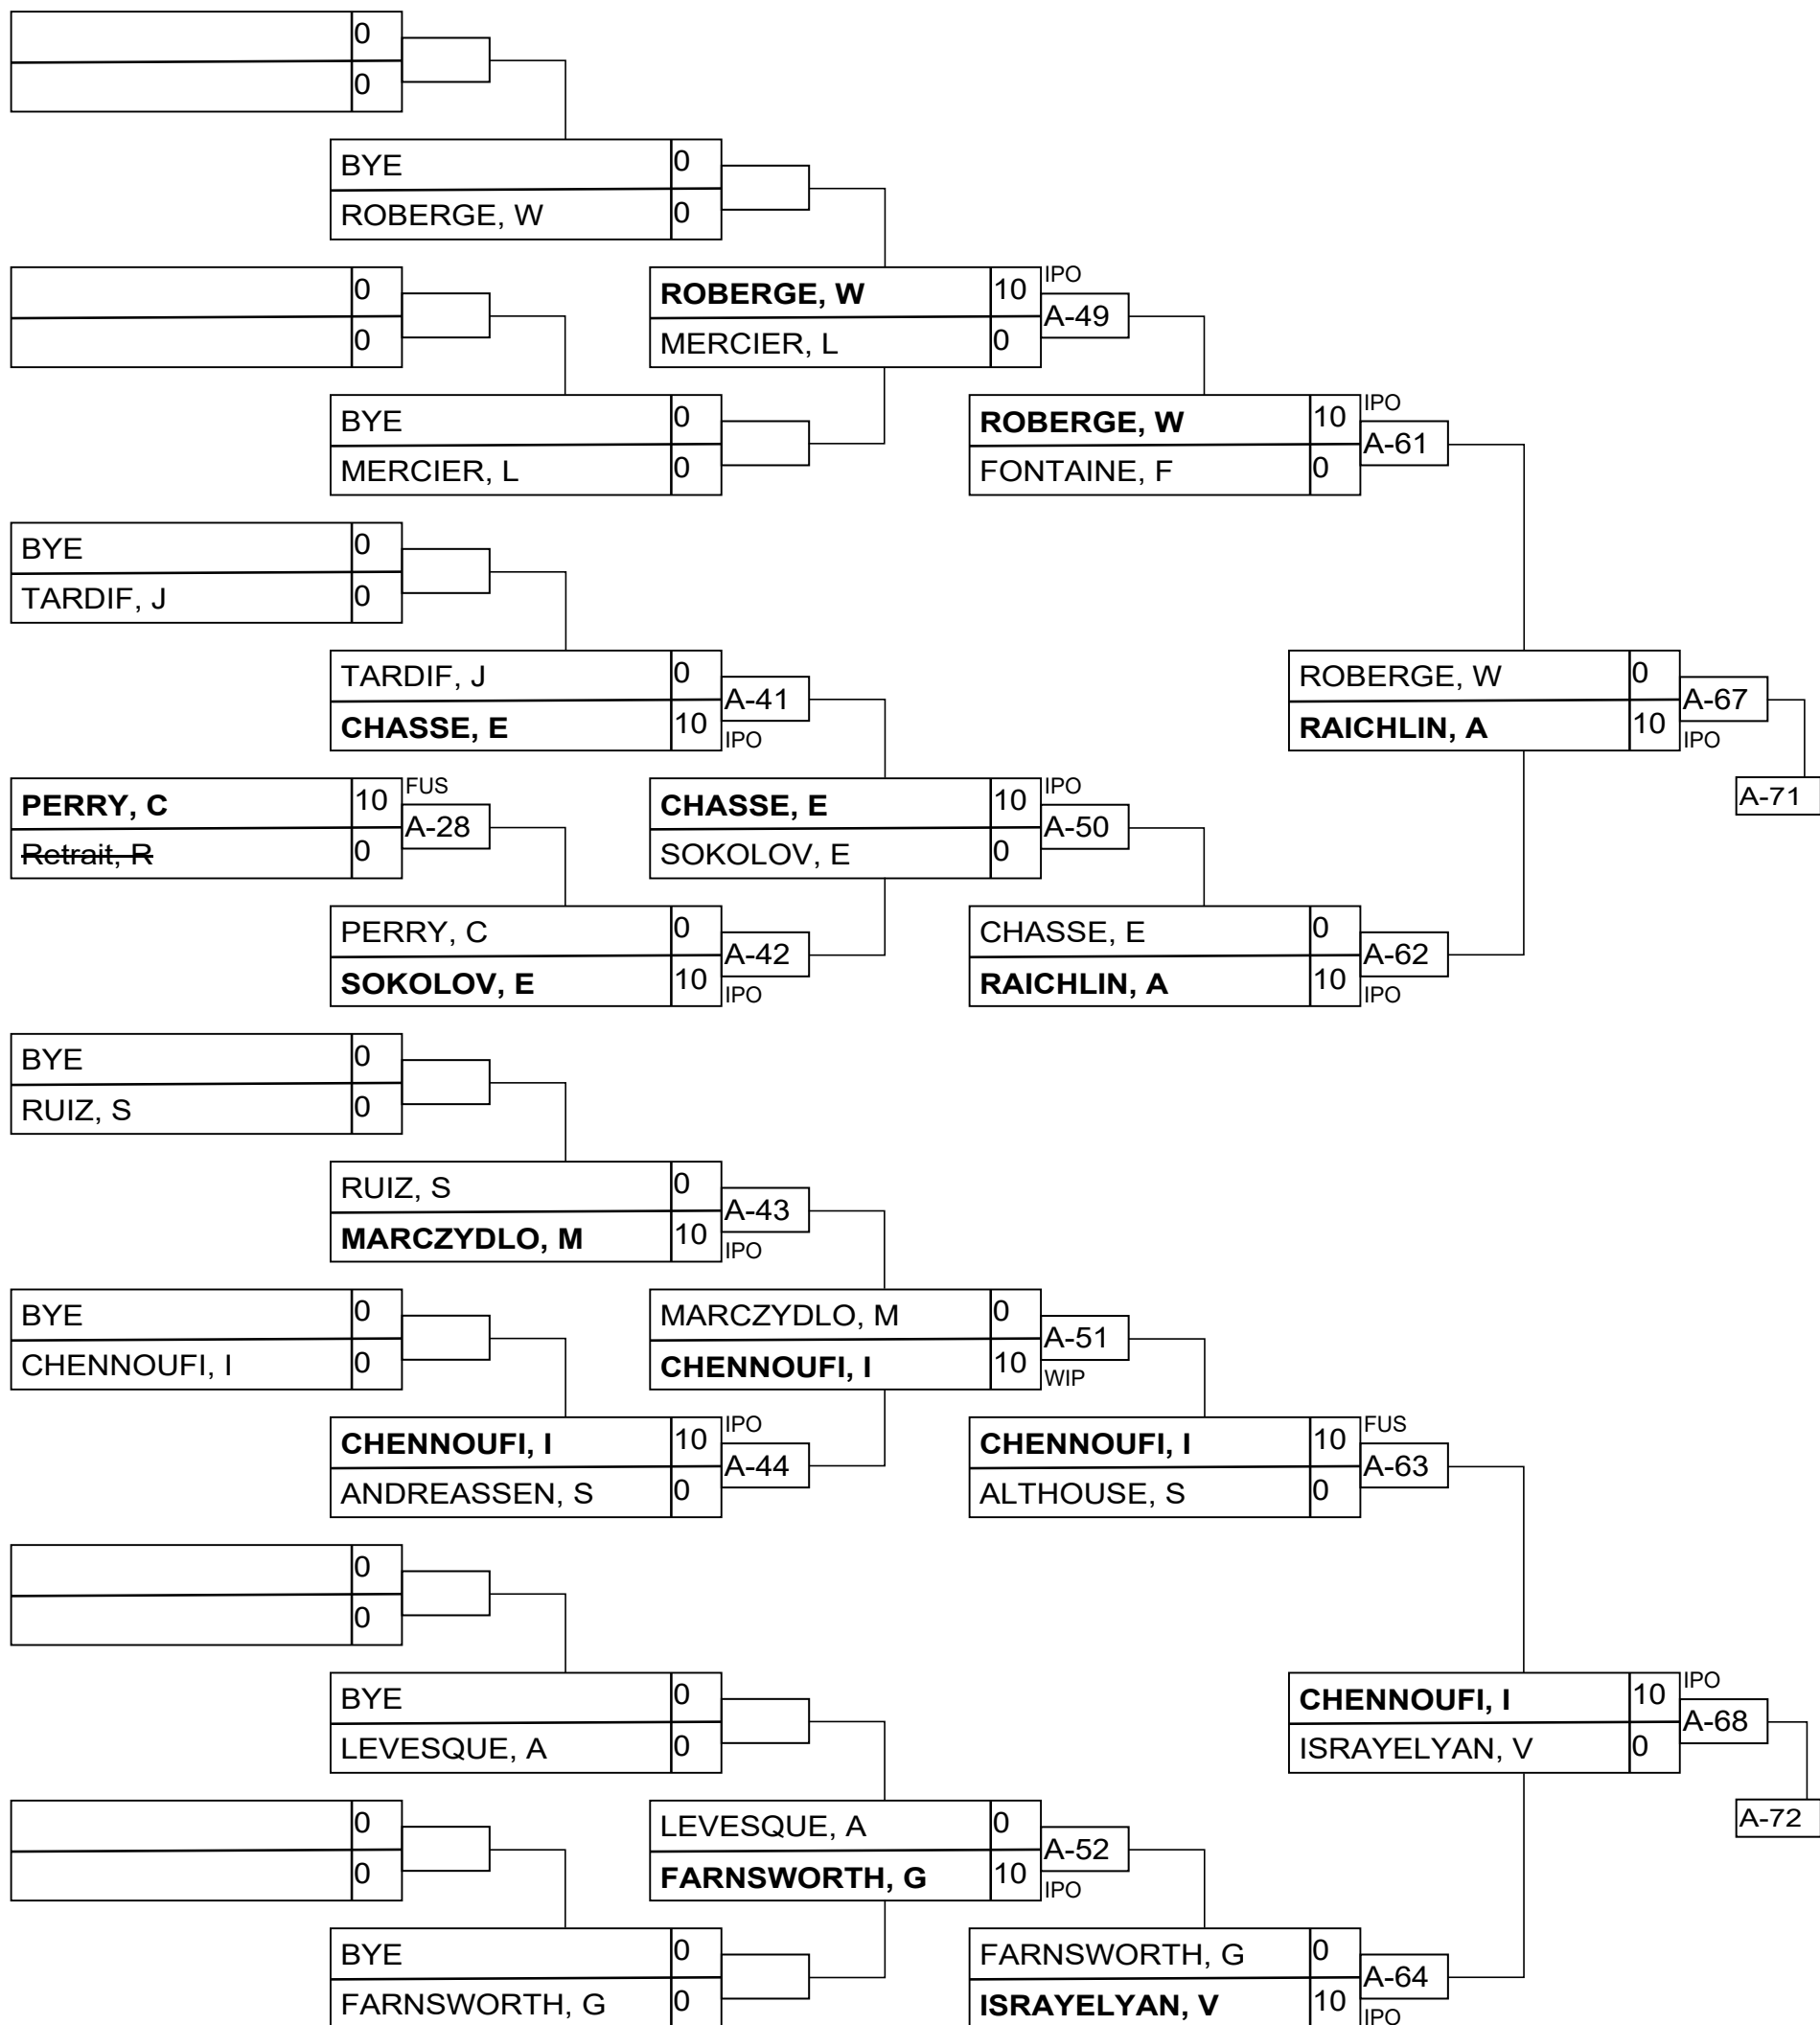 0
0
BYE 0
ROBERGE, W 0
0
0
ROBERGE, W 10 IPO
MERCIER, L 0 A-49
BYE 0
MERCIER, L 0
ROBERGE, W 10 IPO
FONTAINE, F 0 A-61
BYE 0
TARDIF, J 0
TARDIF, J 0 A-41
CHASSE, E 10 IPO
ROBERGE, W 0 A-67
RAICHLIN, A 10 IPO
A-71
PERRY, C 10 FUS
Retrait, R 0 A-28
CHASSE, E 10 IPO
SOKOLOV, E 0 A-50
PERRY, C 0 A-42
SOKOLOV, E 10 IPO
CHASSE, E 0 A-62
RAICHLIN, A 10 IPO
BYE 0
RUIZ, S 0
RUIZ, S 0 A-43
MARCZYDLO, M 10 IPO
BYE 0
CHENNOUFI, I 0
MARCZYDLO, M 0 A-51
CHENNOUFI, I 10 WIP
CHENNOUFI, I 10 IPO
ANDREASSEN, S 0 A-44
CHENNOUFI, I 10 FUS
ALTHOUSE, S 0 A-63
0
0
BYE 0
LEVESQUE, A 0
CHENNOUFI, I 10 IPO
ISRAYELYAN, V 0 A-68
A-72
0
0
LEVESQUE, A 0 A-52
FARNSWORTH, G 10 IPO
BYE 0
FARNSWORTH, G 0
FARNSWORTH, G 0 A-64
ISRAYELYAN, V 10 IPO